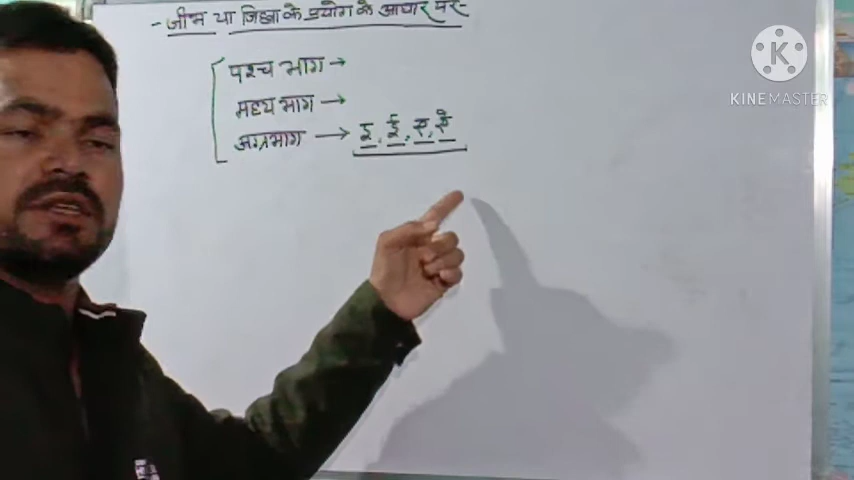 - जीभ या जिह्वा के प्रयोग के आधार पर -
पश्च भाग →
मध्य भाग →
अग्रभाग → इ, ई, ए, ऐ
KINEMASTER